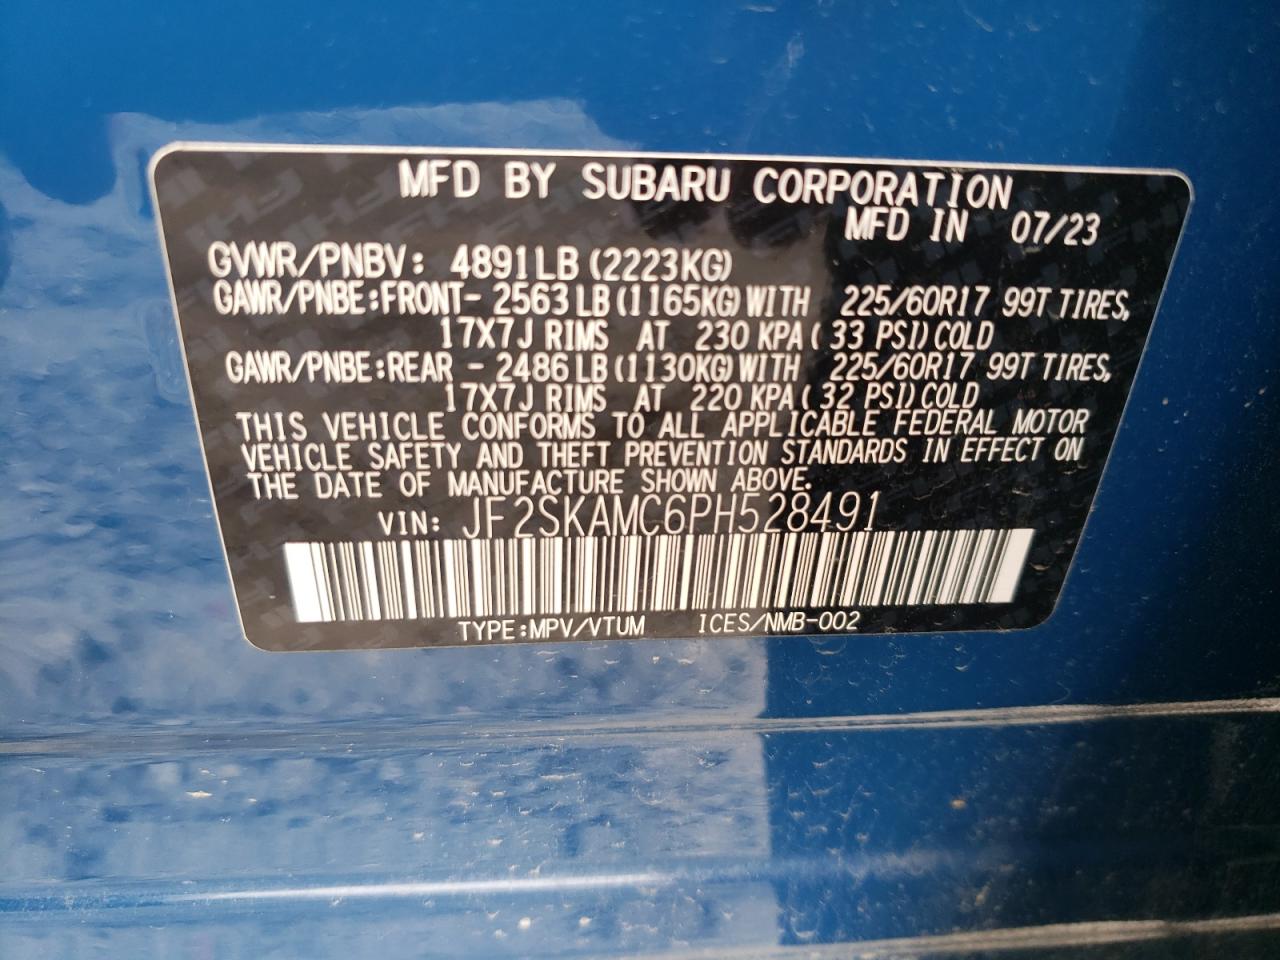 MFD BY SUBARU CORPORATION
MFD IN 07/23
GVWR/PNBV: 4891LB (2223KG)
GAWR/PNBE:FRONT- 2563LB (1165KG) WITH 225/60R17 99T TIRES,
17X7J RIMS AT 230 KPA ( 33 PSI) COLD
GAWR/PNBE:REAR - 2486LB (1130KG) WITH 225/60R17 99T TIRES,
17X7J RIMS AT 220 KPA ( 32 PSI) COLD
THIS VEHICLE CONFORMS TO ALL APPLICABLE FEDERAL MOTOR
VEHICLE SAFETY AND THEFT PREVENTION STANDARDS IN EFFECT ON
THE DATE OF MANUFACTURE SHOWN ABOVE.
VIN: JF2SKAMC6PH528491
TYPE:MPV/VTUM ICES/NMB-002